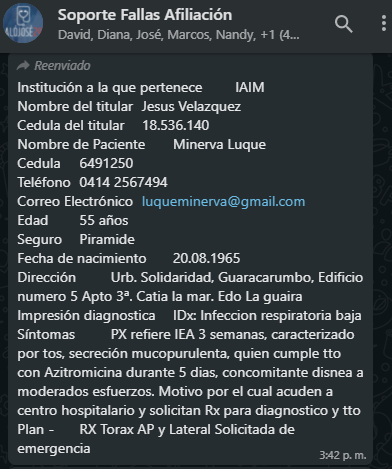 Soporte Fallas Afiliación
David, Diana, José, Marcos, Nandy, +1 (4...
Reenviado
Institución a la que pertenece IAIM
Nombre del titular Jesus Velazquez
Cedula del titular 18.536.140
Nombre de Paciente Minerva Luque
Cedula 6491250
Teléfono 0414 2567494
Correo Electrónico luqueminerva@gmail.com
Edad 55 años
Seguro Piramide
Fecha de nacimiento 20.08.1965
Dirección Urb. Solidaridad, Guaracarumbo, Edificio
numero 5 Apto 3ª. Catia la mar. Edo La guaira
Impresión diagnostica IDx: Infeccion respiratoria baja
Síntomas PX refiere IEA 3 semanas, caracterizado
por tos, secreción mucopurulenta, quien cumple tto
con Azitromicina durante 5 dias, concomitante disnea a
moderados esfuerzos. Motivo por el cual acuden a
centro hospitalario y solicitan Rx para diagnostico y tto
Plan - RX Torax AP y Lateral Solicitada de
emergencia
3:42 p. m.